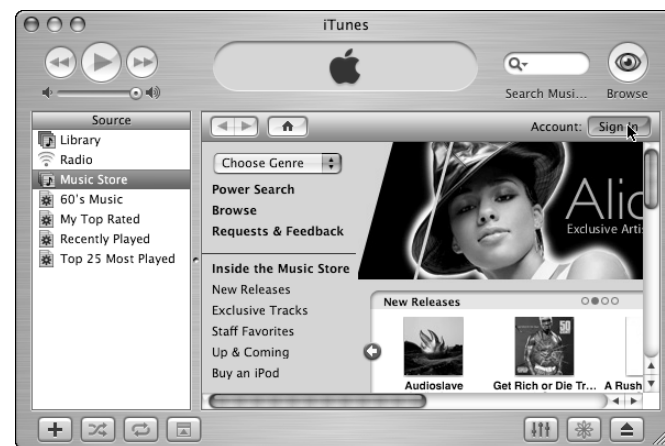 iTunes
Search Musi... Browse
Source
Library
Radio
Music Store
60's Music
My Top Rated
Recently Played
Top 25 Most Played
Account: Sign In
Choose Genre
Power Search
Browse
Requests & Feedback
Inside the Music Store
New Releases
Exclusive Tracks
Staff Favorites
Up & Coming
Buy an iPod
Alic
Exclusive Artis
New Releases
50
Audioslave Get Rich or Die Tr... A Rush